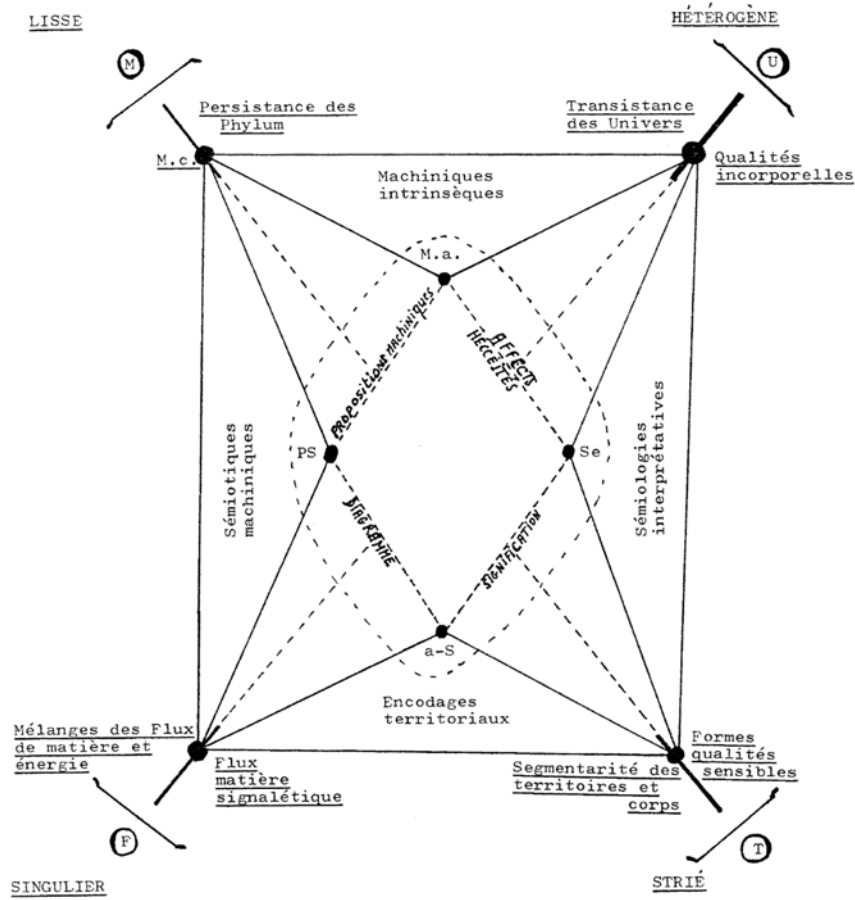 LISSE
HÉTÉROGÈNE
M
U
Persistance des
Phylum
Transistance
des Univers
M.c.
Machiniques
intrinsèques
Qualités
incorporelles
M.a.
PROPOSITIONS MACHINIQUES
AFFECTS
HECCEITÉS
PS
Se
Sémiotiques
machiniques
Sémiologies
interprétatives
DIAGRAMME
SIGNIFICATION
a-S
Encodages
territoriaux
Mélanges des Flux
de matière et
énergie
Flux
matière
signalétique
Segmentarité des
territoires et
corps
Formes
qualités
sensibles
F
T
SINGULIER
STRIÉ